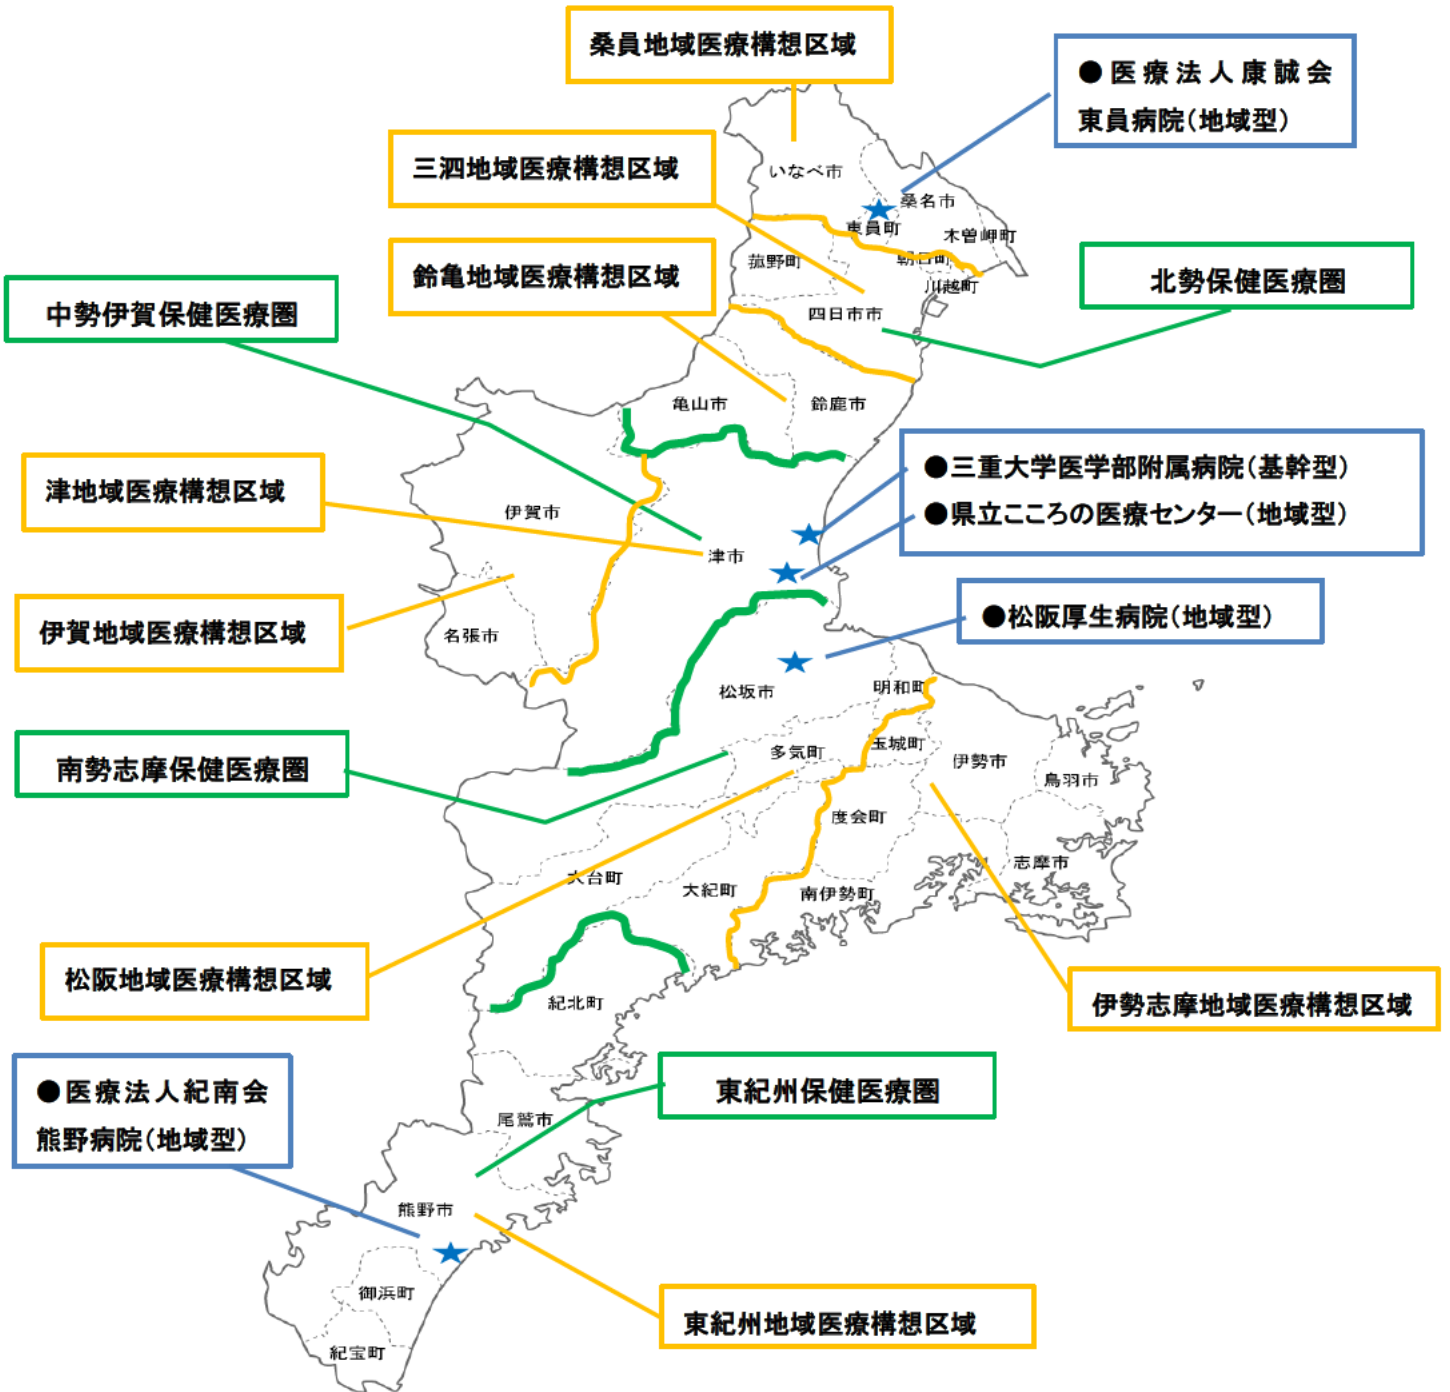 桑員地域医療構想区域
●医療法人康誠会
東員病院（地域型）
三泗地域医療構想区域
いなべ市
桑名市
東員町
木曽岬町
鈴亀地域医療構想区域
菰野町
朝日町
川越町
北勢保健医療圏
中勢伊賀保健医療圏
四日市市
亀山市
鈴鹿市
●三重大学医学部附属病院（基幹型）
●県立こころの医療センター（地域型）
津地域医療構想区域
伊賀市
津市
伊賀地域医療構想区域
名張市
●松阪厚生病院（地域型）
松坂市
明和町
南勢志摩保健医療圏
多気町
玉城町
伊勢市
鳥羽市
度会町
志摩市
大台町
大紀町
南伊勢町
松阪地域医療構想区域
紀北町
伊勢志摩地域医療構想区域
●医療法人紀南会
熊野病院（地域型）
東紀州保健医療圏
尾鷲市
熊野市
御浜町
東紀州地域医療構想区域
紀宝町